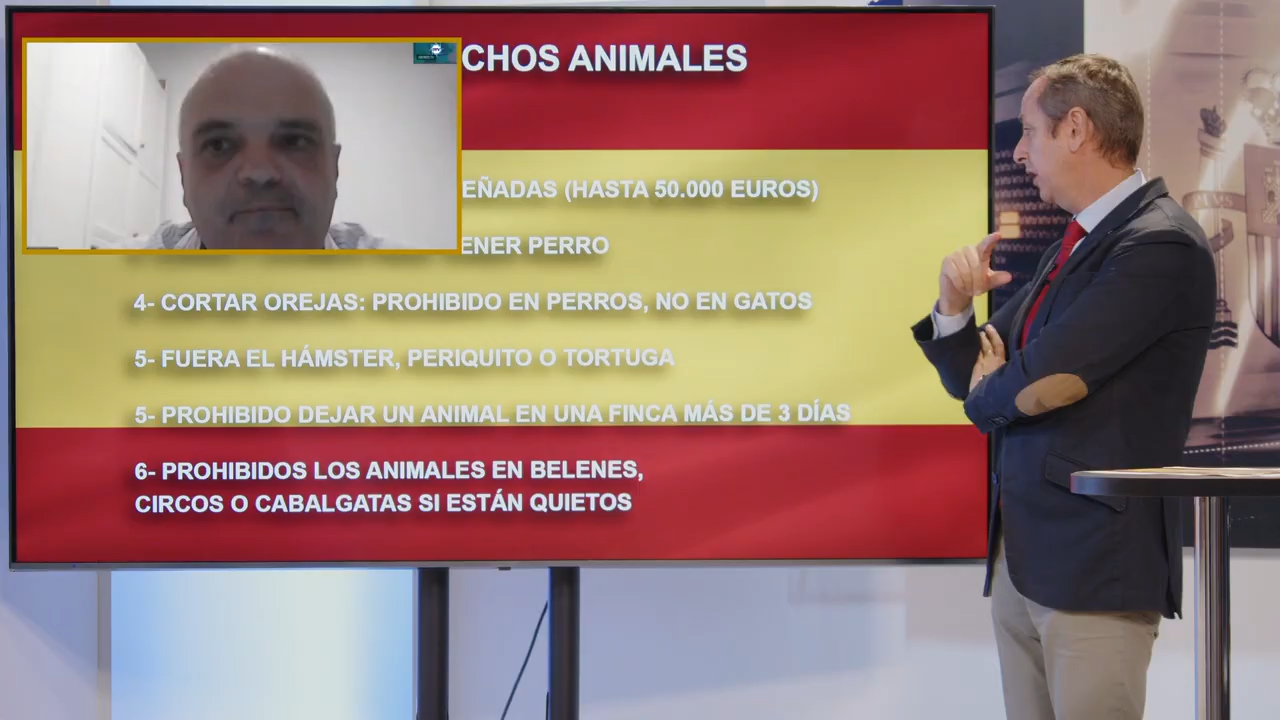 CHOS ANIMALES
EÑADAS (HASTA 50.000 EUROS)
ENER PERRO
4- CORTAR OREJAS: PROHIBIDO EN PERROS, NO EN GATOS
5- FUERA EL HÁMSTER, PERIQUITO O TORTUGA
5- PROHIBIDO DEJAR UN ANIMAL EN UNA FINCA MÁS DE 3 DÍAS
6- PROHIBIDOS LOS ANIMALES EN BELENES,
CIRCOS O CABALGATAS SI ESTÁN QUIETOS